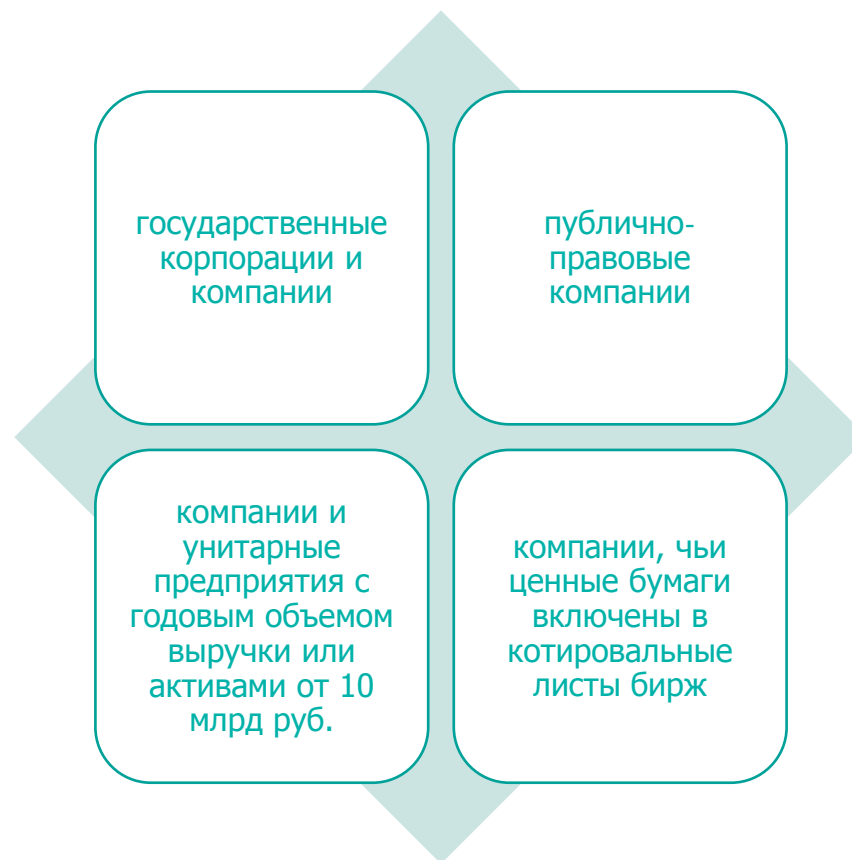 государственные
корпорации и
компании
публично-
правовые
компании
компании и
унитарные
предприятия с
годовым объемом
выручки или
активами от 10
млрд руб.
компании, чьи
ценные бумаги
включены в
котировальные
листы бирж